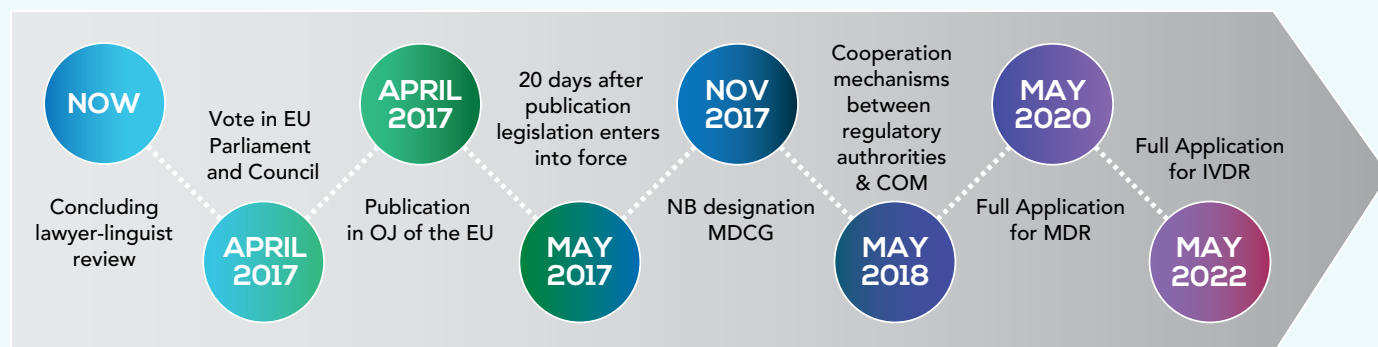 NOW
Concluding
lawyer-linguist
review
Vote in EU
Parliament
and Council
APRIL
2017
APRIL
2017
Publication
in OJ of the EU
20 days after
publication
legislation enters
into force
MAY
2017
NOV
2017
NB designation
MDCG
Cooperation
mechanisms
between
regulatory
authrorities
& COM
MAY
2018
MAY
2020
Full Application
for MDR
Full Application
for IVDR
MAY
2022